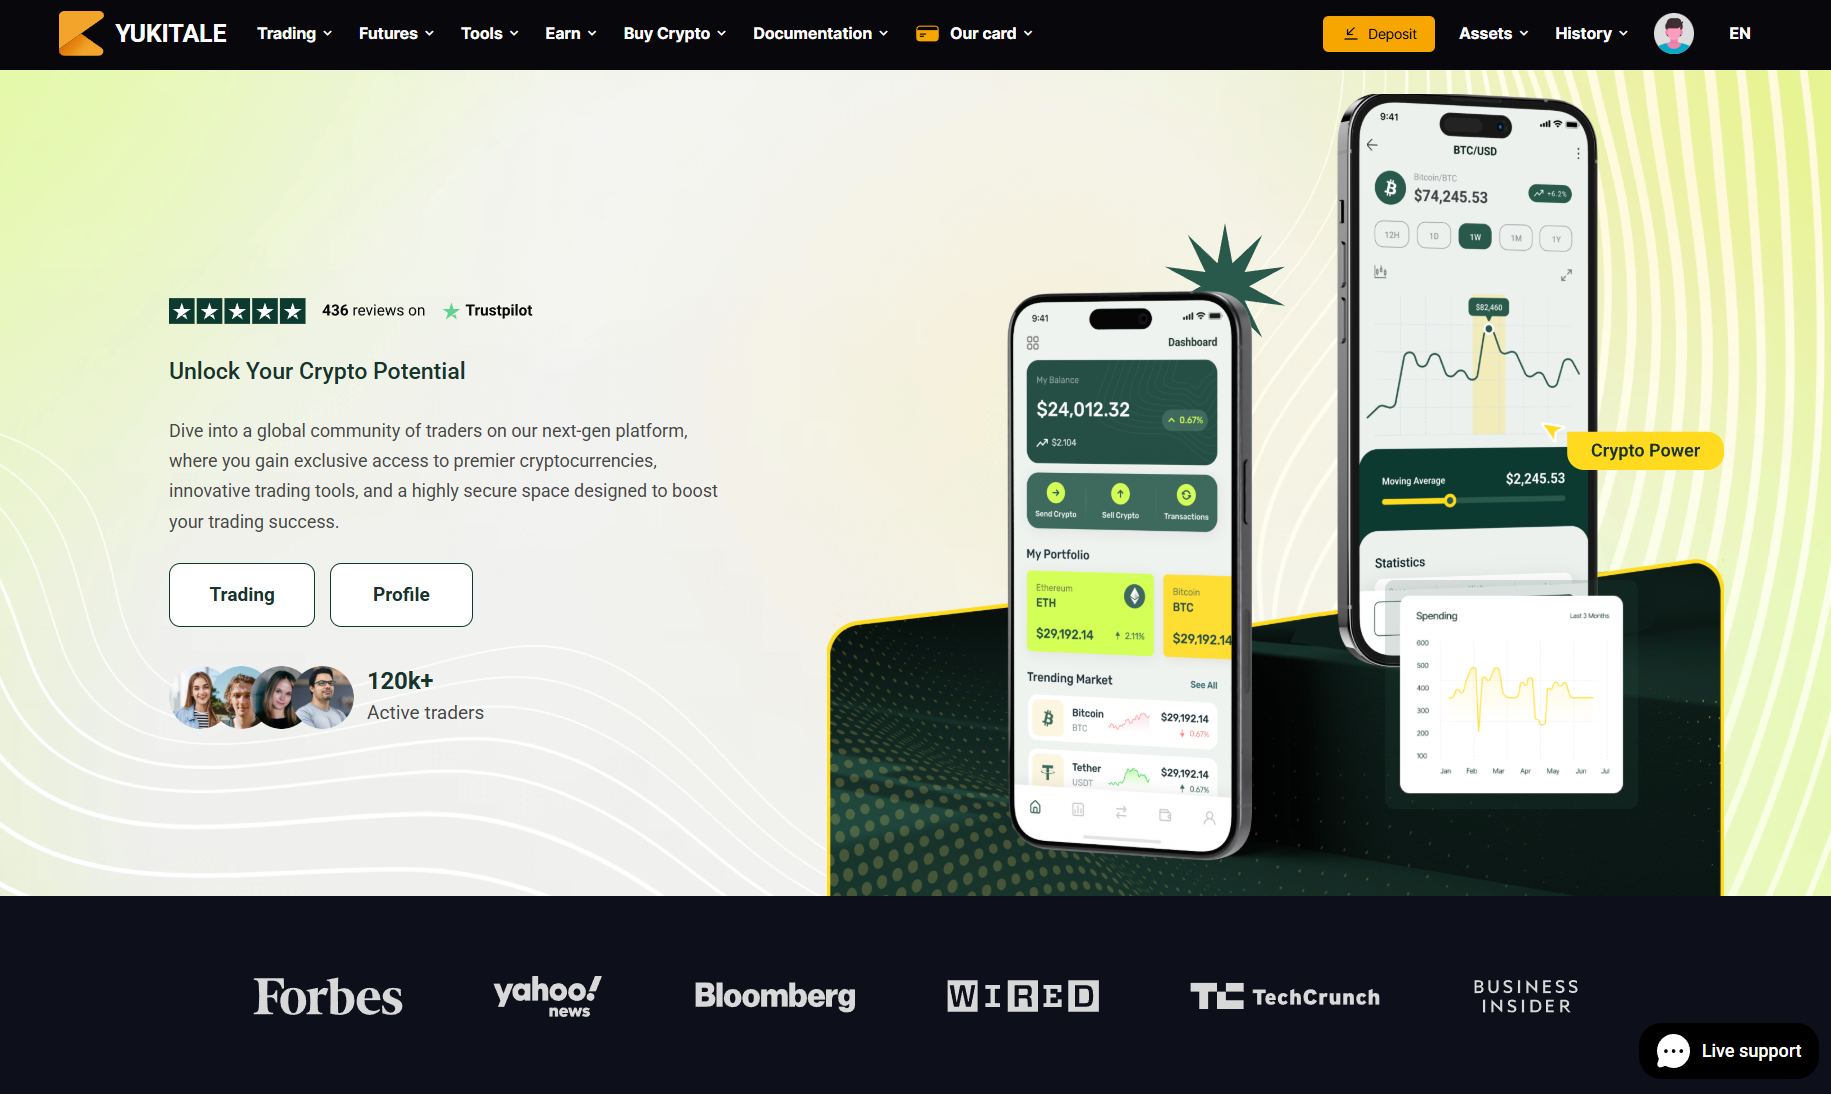 YUKITALE
Trading
Futures
Tools
Earn
Buy Crypto
Documentation
Our card
Deposit
Assets
History
EN
436 reviews on
Trustpilot
Unlock Your Crypto Potential
Dive into a global community of traders on our next-gen platform,
where you gain exclusive access to premier cryptocurrencies,
innovative trading tools, and a highly secure space designed to boost
your trading success.
Trading
Profile
120k+
Active traders
9:41
Dashboard
My Balance
$24,012.32
0.67%
$2.104
Send Crypto
Sell Crypto
Transactions
My Portfolio
Ethereum
ETH
$29,192.14
2.11%
Bitcoin
BTC
$29,192.14
Trending Market
See All
Bitcoin
BTC
$29,192.14
0.67%
Tether
USDT
$29,192.14
0.67%
9:41
BTC/USD
Bitcoin/BTC
$74,245.53
+6.2%
12H
1D
1W
1M
1Y
$82,460
Crypto Power
Moving Average
$2,245.53
Statistics
Spending
Last 3 Months
600
500
400
300
200
100
Jan
Feb
Mar
Apr
May
Jun
Jul
Forbes
yahoo!
news
Bloomberg
WIRED
TC TechCrunch
BUSINESS
INSIDER
Live support